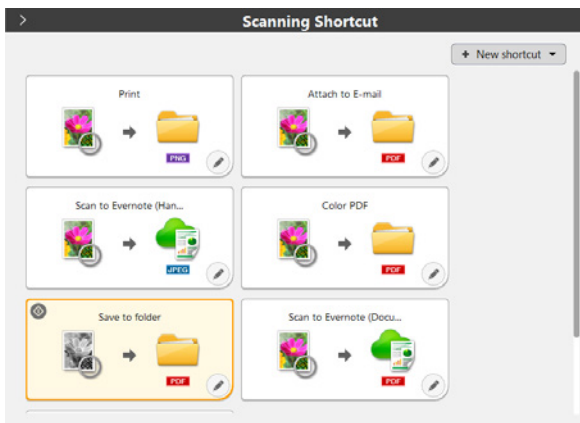 Scanning Shortcut
+ New shortcut
Print
PNG
Attach to E-mail
PDF
Scan to Evernote (Han...
JPEG
Color PDF
PDF
Save to folder
PDF
Scan to Evernote (Docu...
PDF